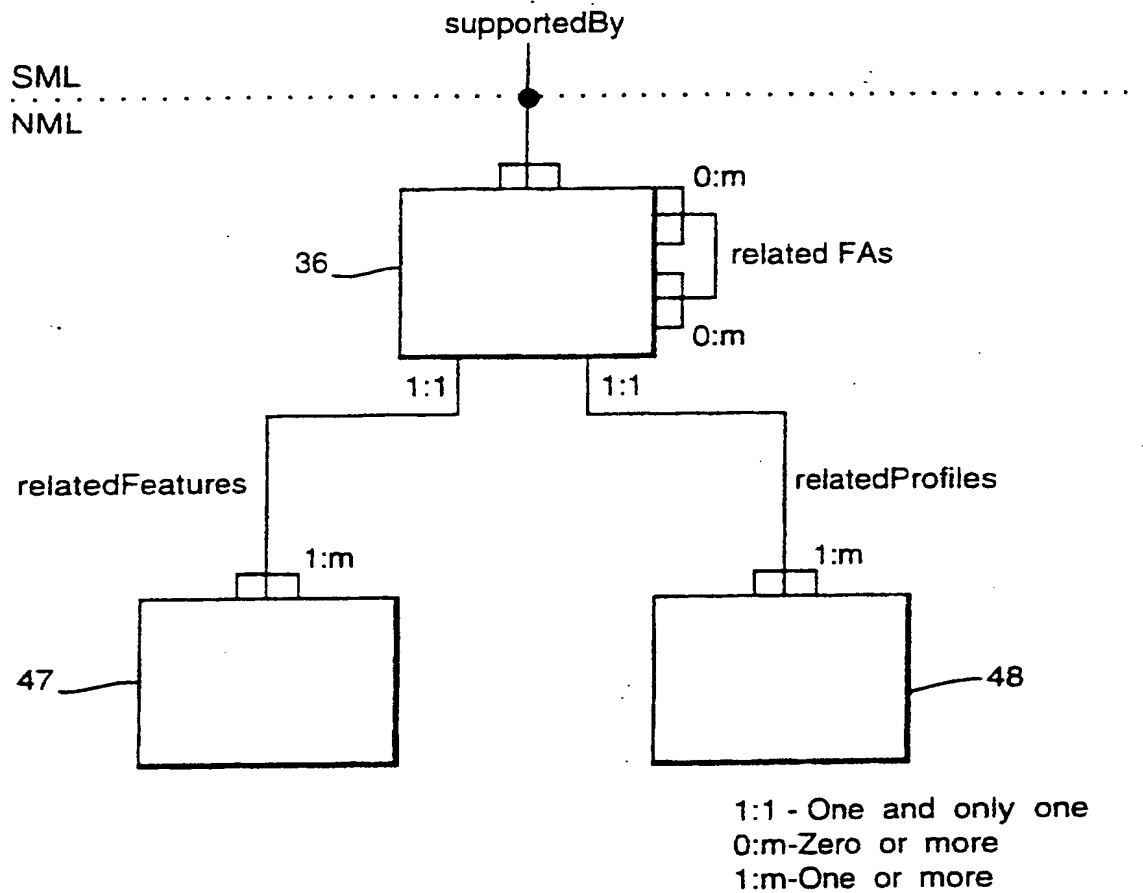 supportedBy
SML
NML
0:m
36
related FAs
0:m
1:1
1:1
relatedFeatures
relatedProfiles
1:m
1:m
47
48
1:1 - One and only one
0:m-Zero or more
1:m-One or more